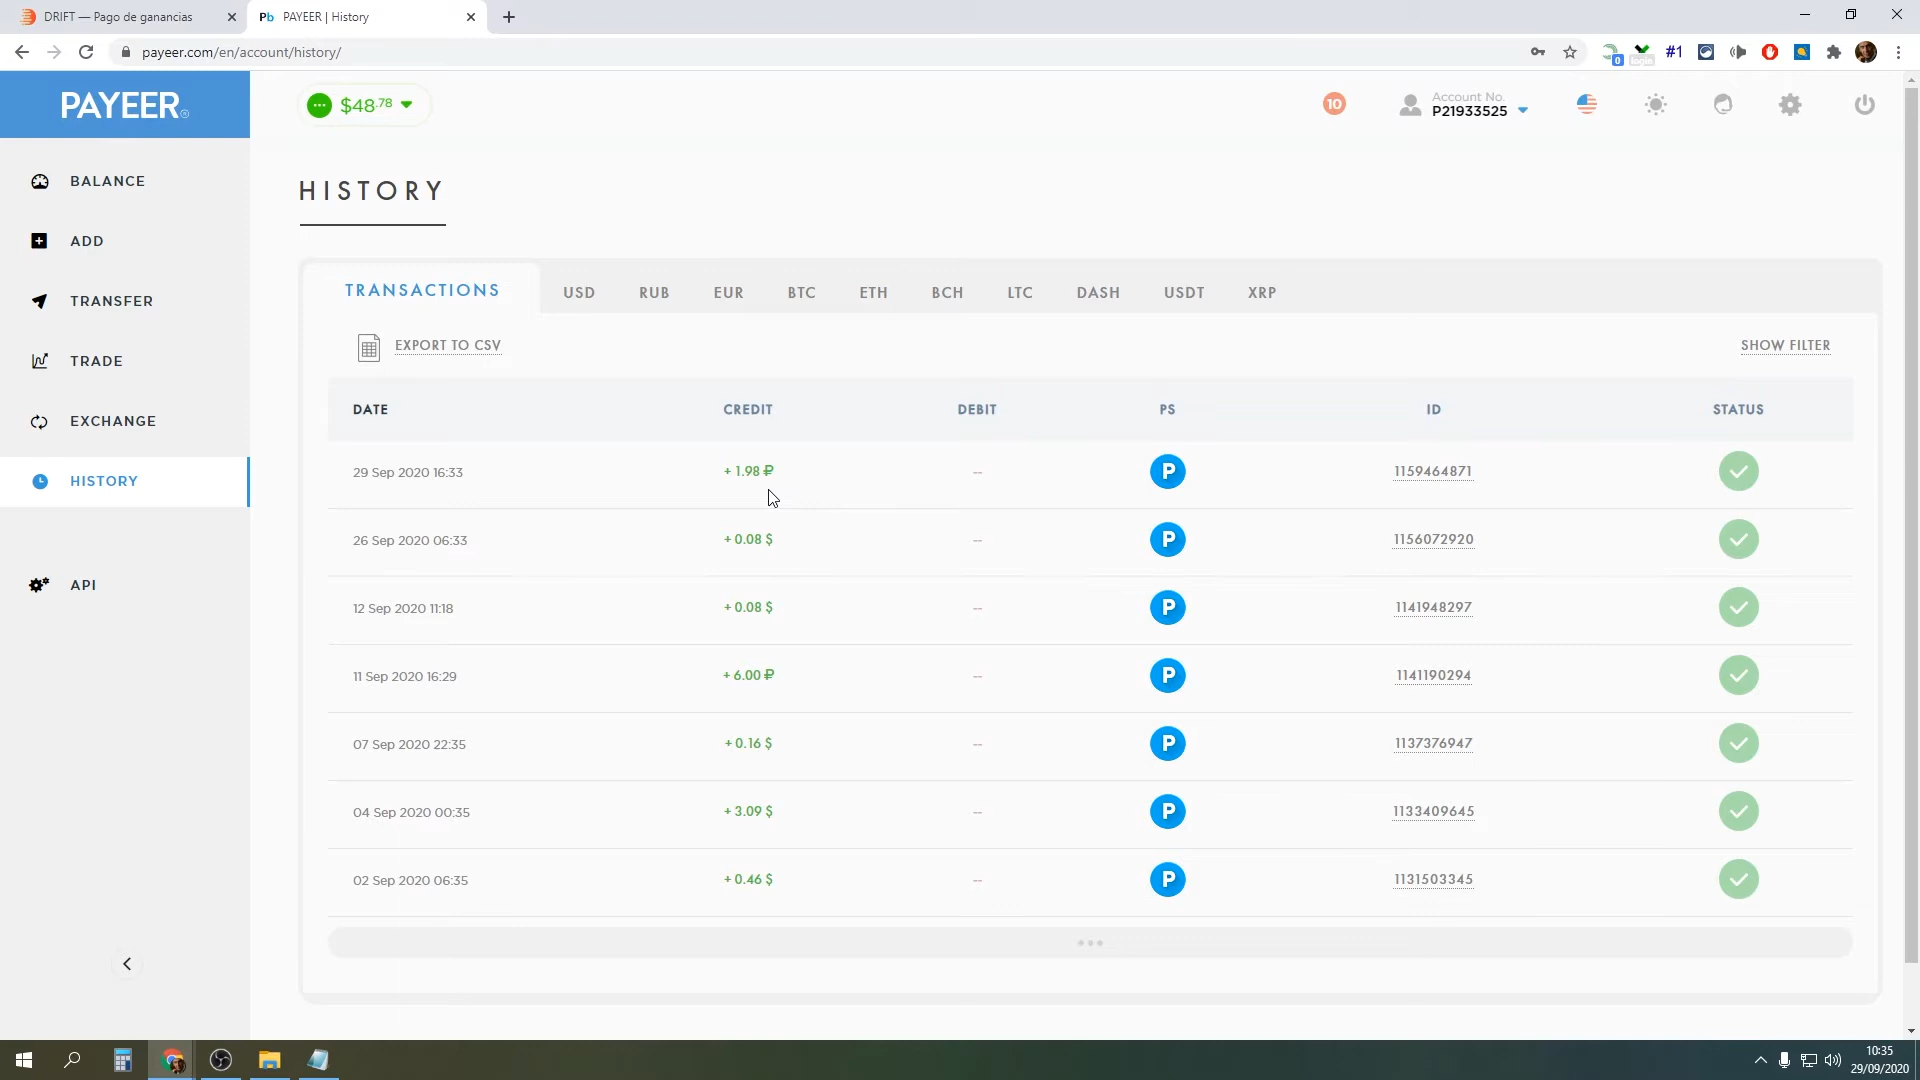 DRIFT — Pago de ganancias
Pb PAYEER | History
payeer.com/en/account/history/
0
login
#1
PAYEER®
$48.78
10
Account No.
P21933525
BALANCE
ADD
TRANSFER
TRADE
EXCHANGE
HISTORY
API
HISTORY
TRANSACTIONS USD RUB EUR BTC ETH BCH LTC DASH USDT XRP
EXPORT TO CSV SHOW FILTER
DATE CREDIT DEBIT PS ID STATUS
29 Sep 2020 16:33 + 1.98 ₽ -- P 1159464871
26 Sep 2020 06:33 + 0.08 $ -- P 1156072920
12 Sep 2020 11:18 + 0.08 $ -- P 1141948297
11 Sep 2020 16:29 + 6.00 ₽ -- P 1141190294
07 Sep 2020 22:35 + 0.16 $ -- P 1137376947
04 Sep 2020 00:35 + 3.09 $ -- P 1133409645
02 Sep 2020 06:35 + 0.46 $ -- P 1131503345
10:35
29/09/2020